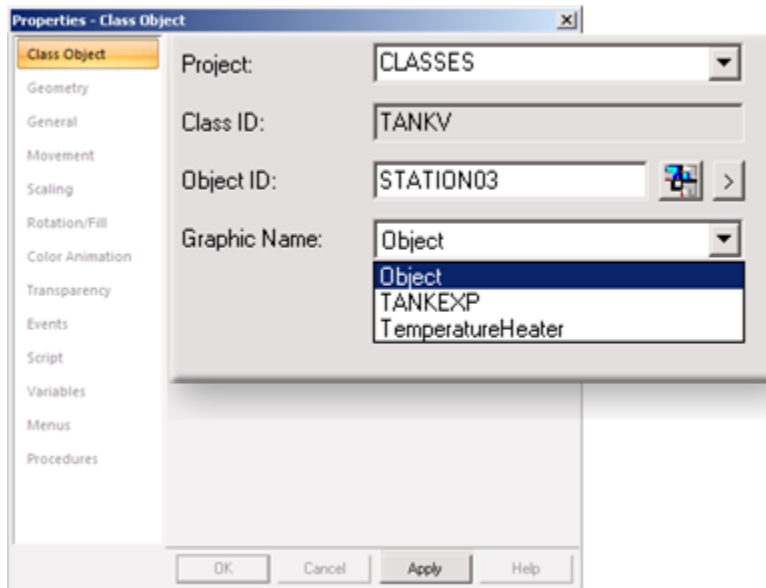 Properties - Class Object
Class Object
Geometry
General
Movement
Scaling
Rotation/Fill
Color Animation
Transparency
Events
Script
Variables
Menus
Procedures
Project: CLASSES
Class ID: TANKV
Object ID: STATION03 >
Graphic Name: Object
Object
TANKEXP
TemperatureHeater
OK Cancel Apply Help